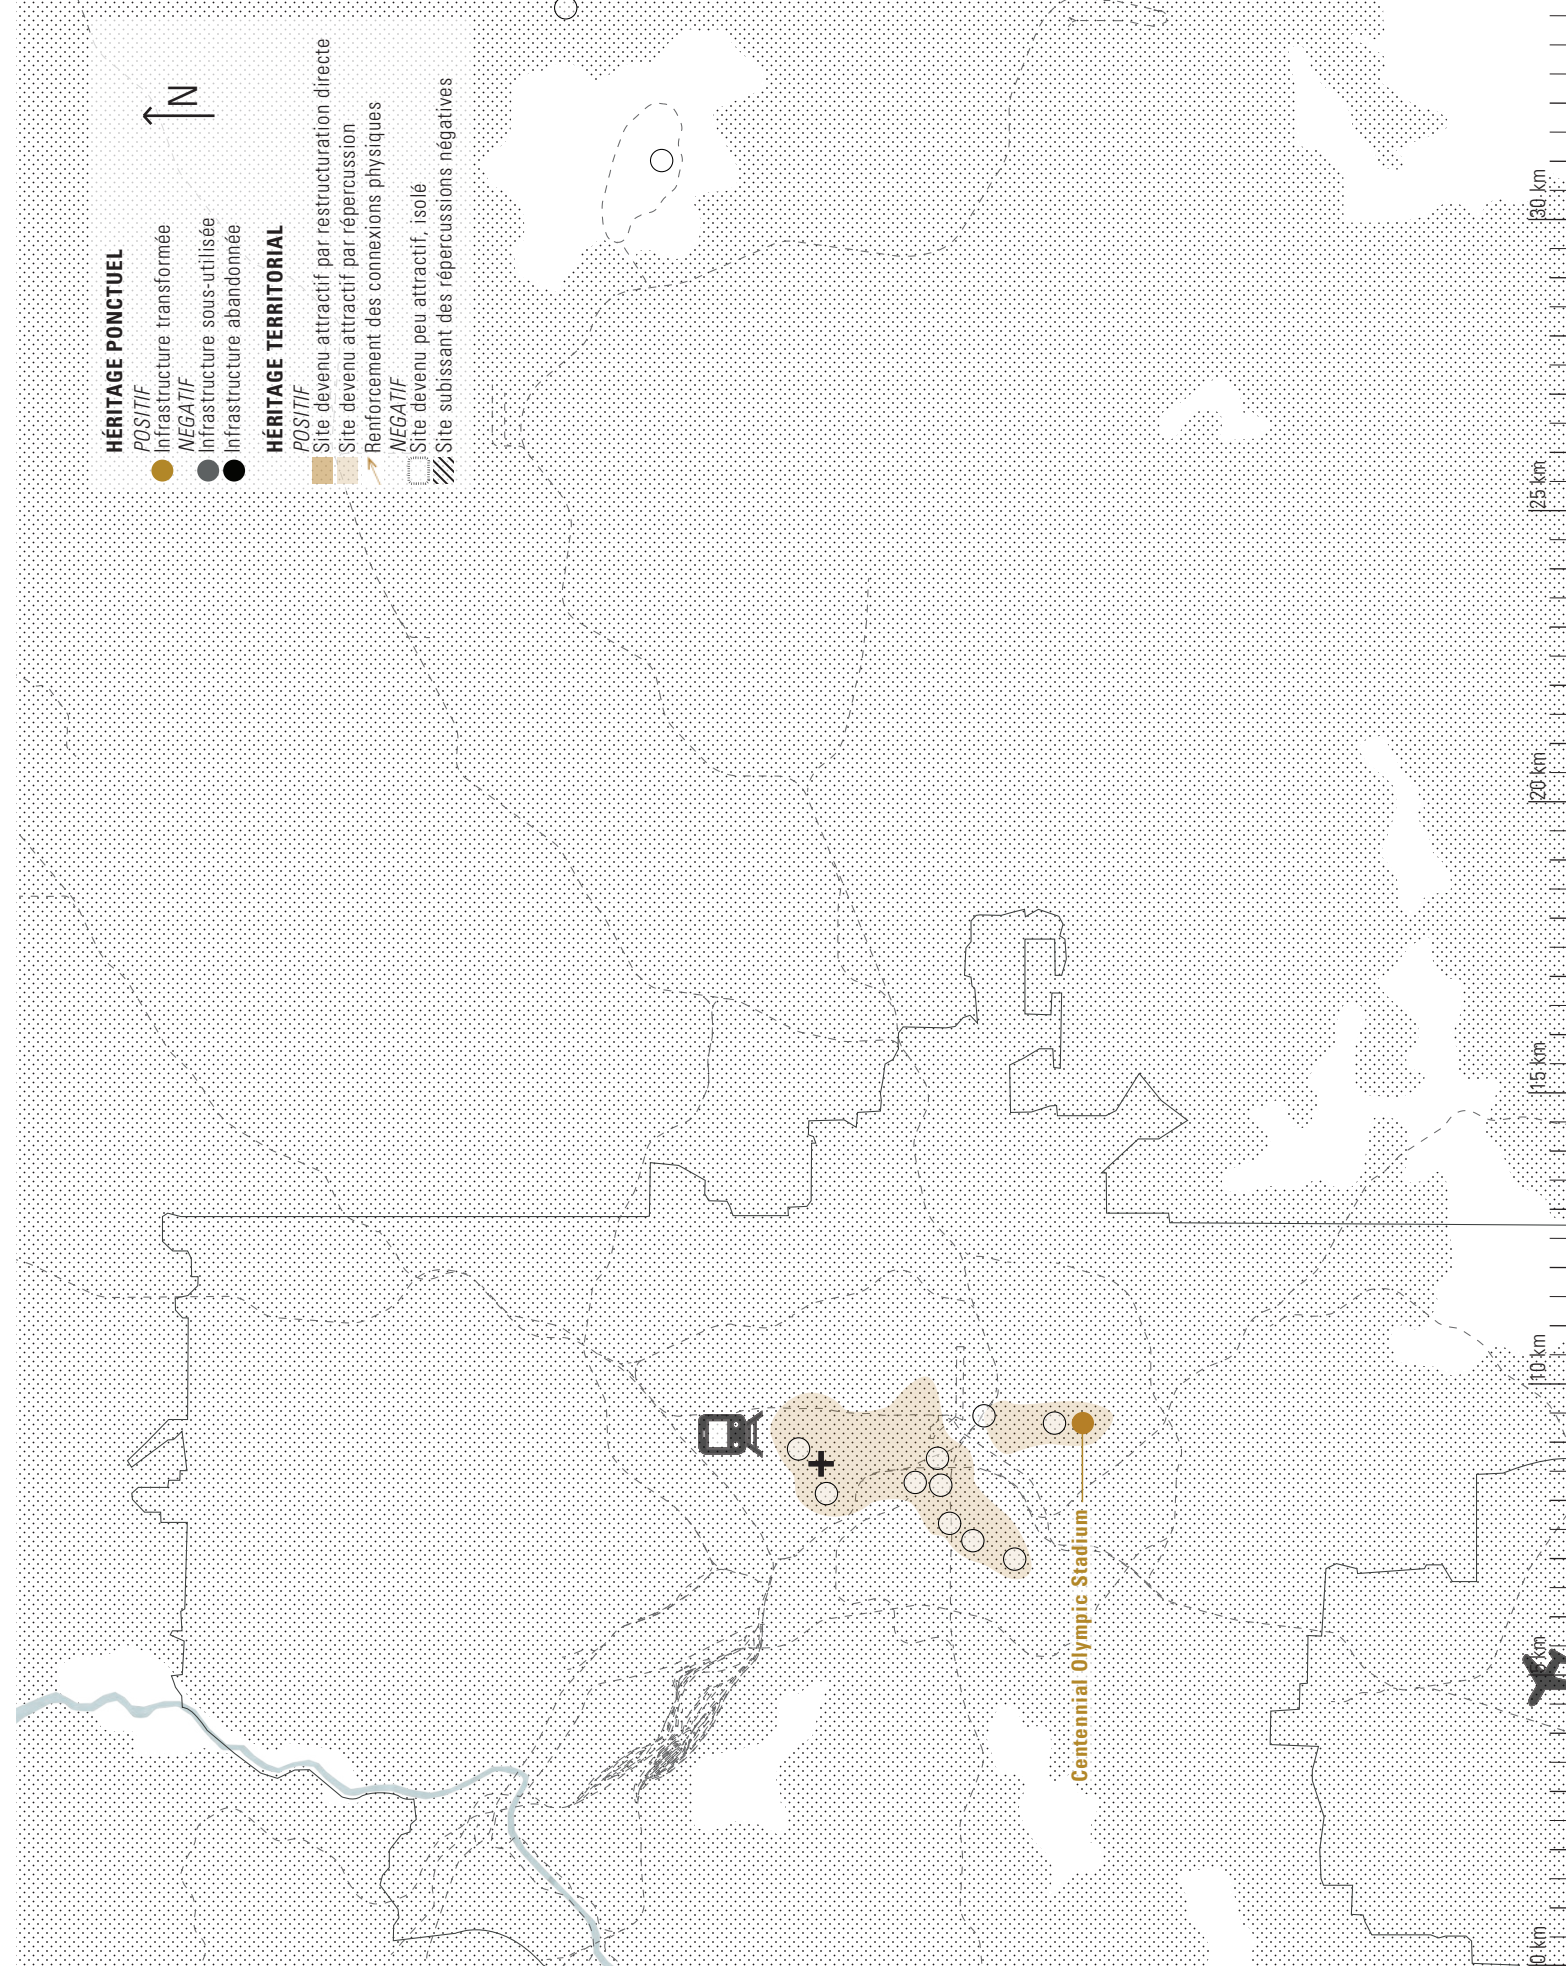 N
HÉRITAGE PONCTUEL
POSITIF
Infrastructure transformée
NEGATIF
Infrastructure sous-utilisée
Infrastructure abandonnée
HÉRITAGE TERRITORIAL
POSITIF
Site devenu attractif par restructuration directe
Site devenu attractif par répercussion
Renforcement des connexions physiques
NEGATIF
Site devenu peu attractif, isolé
Site subissant des répercussions négatives
Centennial Olympic Stadium
0 km
5 km
10 km
15 km
20 km
25 km
30 km